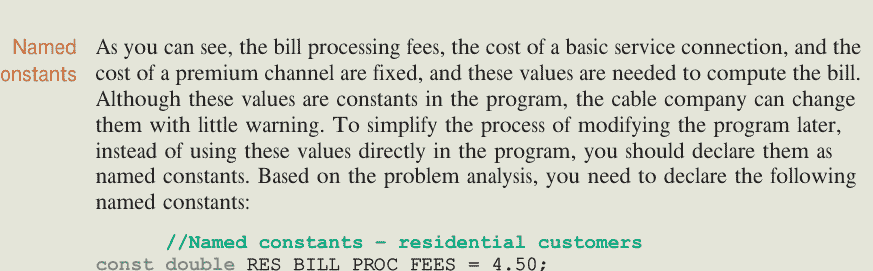 Named
onstants
As you can see, the bill processing fees, the cost of a basic service connection, and the
cost of a premium channel are fixed, and these values are needed to compute the bill.
Although these values are constants in the program, the cable company can change
them with little warning. To simplify the process of modifying the program later,
instead of using these values directly in the program, you should declare them as
named constants. Based on the problem analysis, you need to declare the following
named constants:
//Named constants – residential customers
const double RES_BILL_PROC_FEES = 4.50;